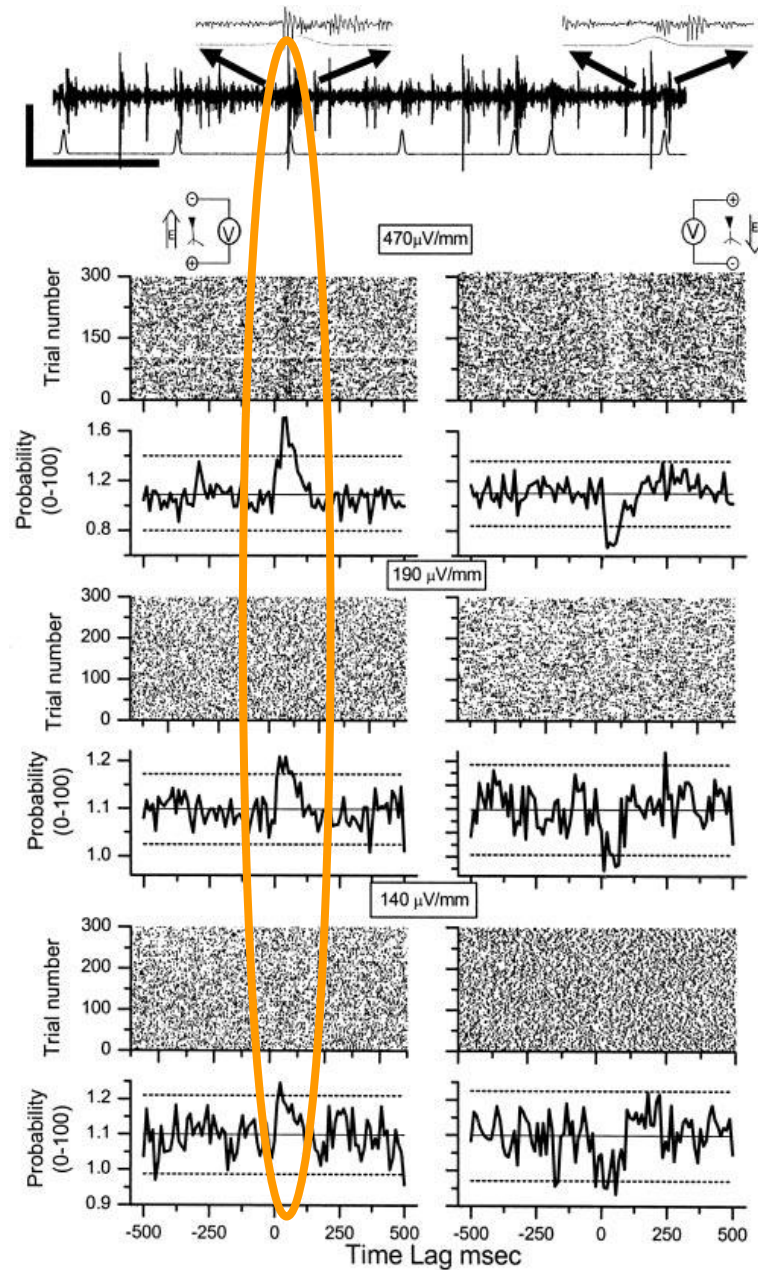 E V
V E
470μV/mm
Trial number
300
150
0
Probability
(0-100)
1.6
1.2
0.8
190 μV/mm
Trial number
300
200
100
0
Probability
(0-100)
1.2
1.10
1.0
140 μV/mm
Trial number
300
200
100
0
Probability
(0-100)
1.2
1.1
1.0
0.9
-500 -250 0 250 500 -500 -250 0 250 500
Time Lag msec